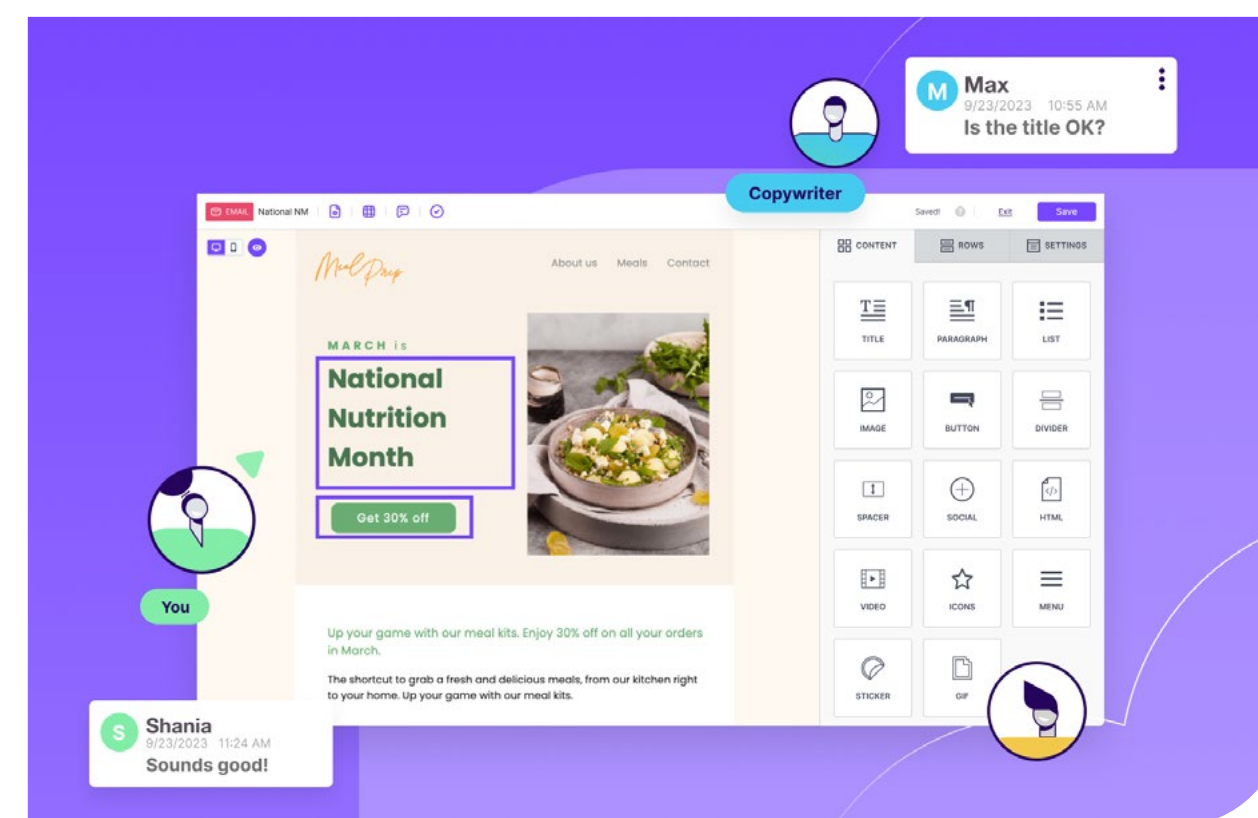 M
Max
9/23/2023 10:55 AM
Is the title OK?
Copywriter
EMAIL National NM
Saved! Exit Save
CONTENT ROWS SETTINGS
Meal Prep
About us Meals Contact
MARCH is
National
Nutrition
Month
Get 30% off
Up your game with our meal kits. Enjoy 30% off on all your orders
in March.
The shortcut to grab a fresh and delicious meals, from our kitchen right
to your home. Up your game with our meal kits.
TITLE PARAGRAPH LIST
IMAGE BUTTON DIVIDER
SPACER SOCIAL HTML
VIDEO ICONS MENU
STICKER GIF
You
S
Shania
9/23/2023 11:24 AM
Sounds good!